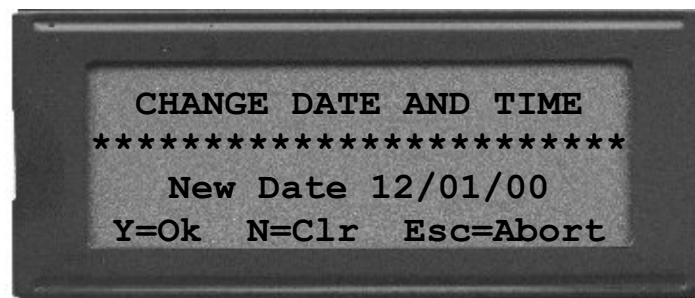 CHANGE DATE AND TIME
************************
New Date 12/01/00
Y=Ok N=Clr Esc=Abort